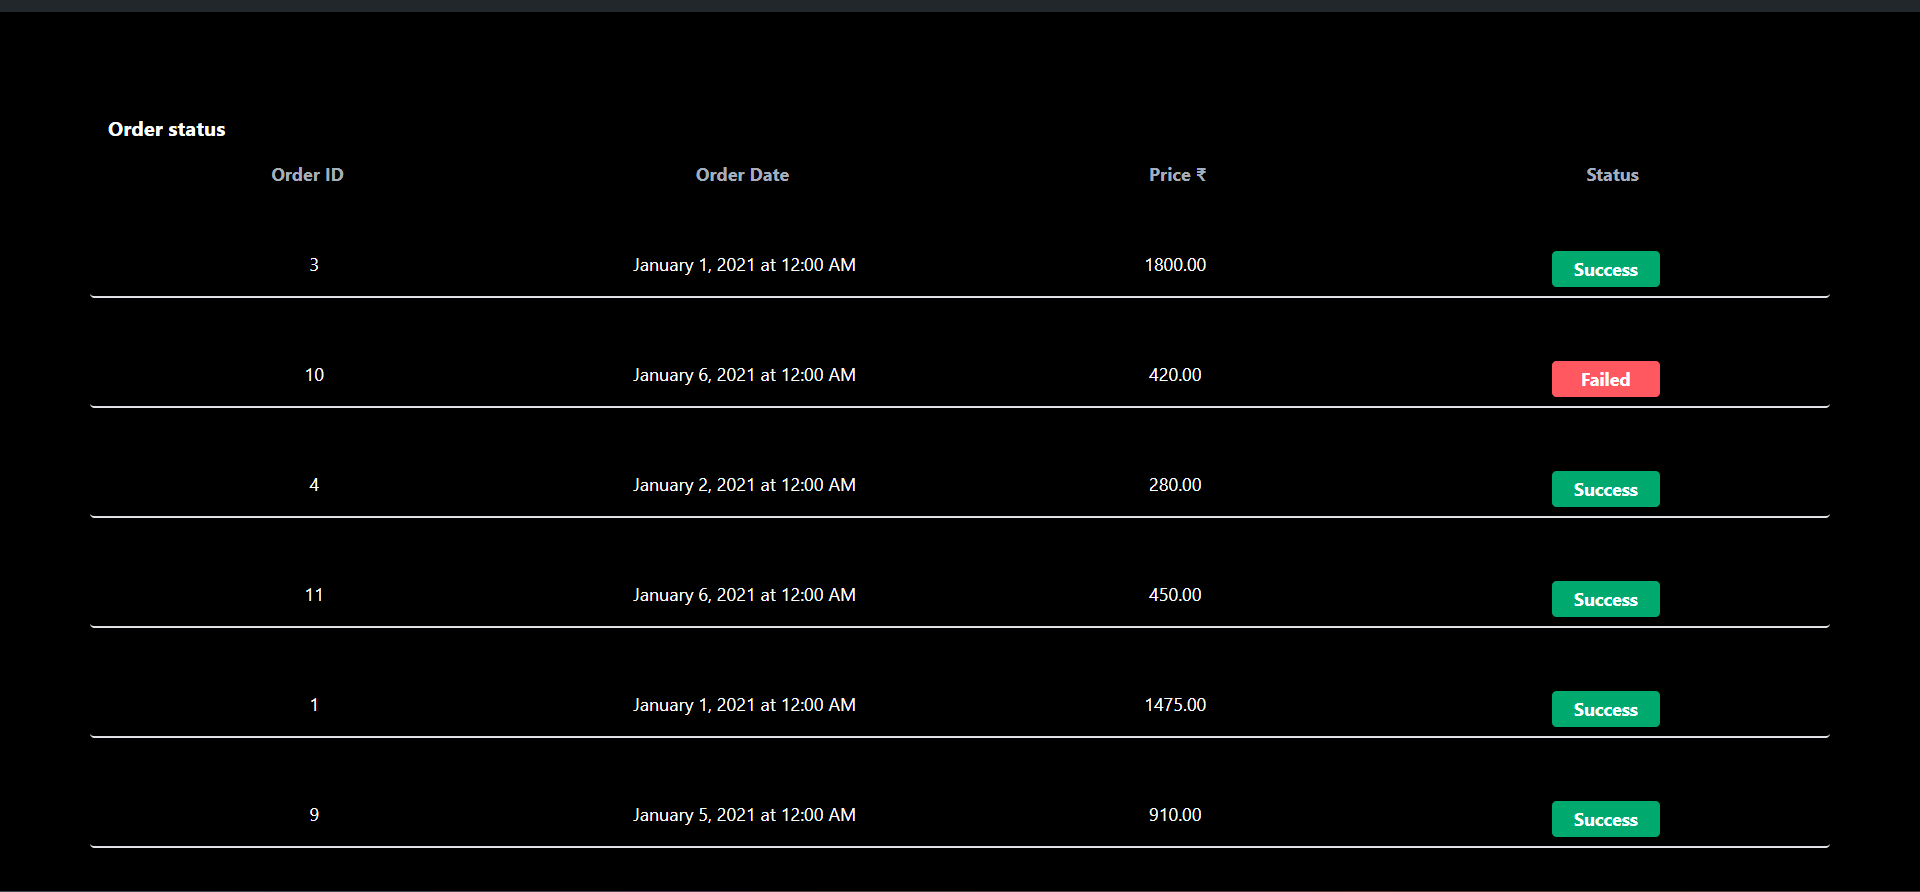 Order status
Order ID Order Date Price ₹ Status
3 January 1, 2021 at 12:00 AM 1800.00 Success
10 January 6, 2021 at 12:00 AM 420.00 Failed
4 January 2, 2021 at 12:00 AM 280.00 Success
11 January 6, 2021 at 12:00 AM 450.00 Success
1 January 1, 2021 at 12:00 AM 1475.00 Success
9 January 5, 2021 at 12:00 AM 910.00 Success